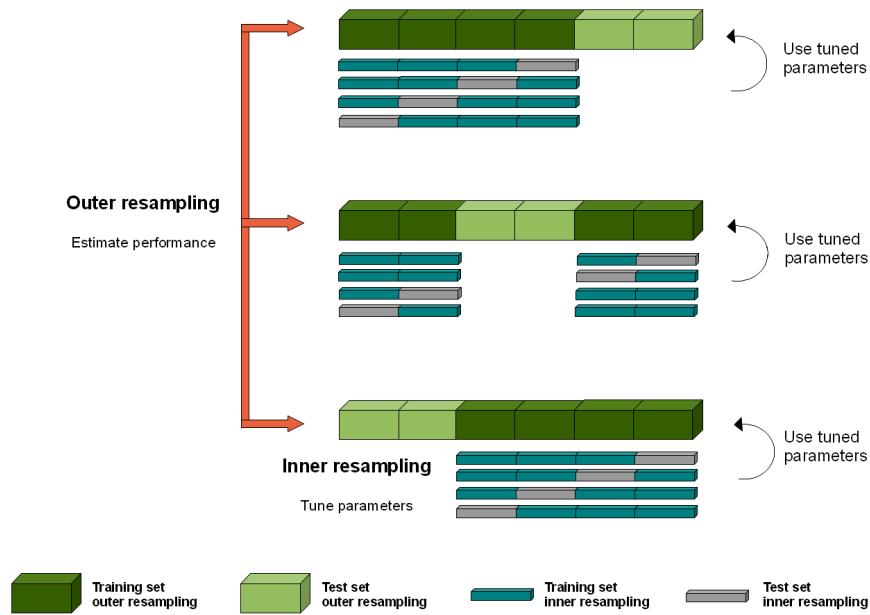 Use tuned
parameters
Outer resampling
Estimate performance
Use tuned
parameters
Use tuned
parameters
Inner resampling
Tune parameters
Training set
outer resampling
Test set
outer resampling
Training set
inner resampling
Test set
inner resampling